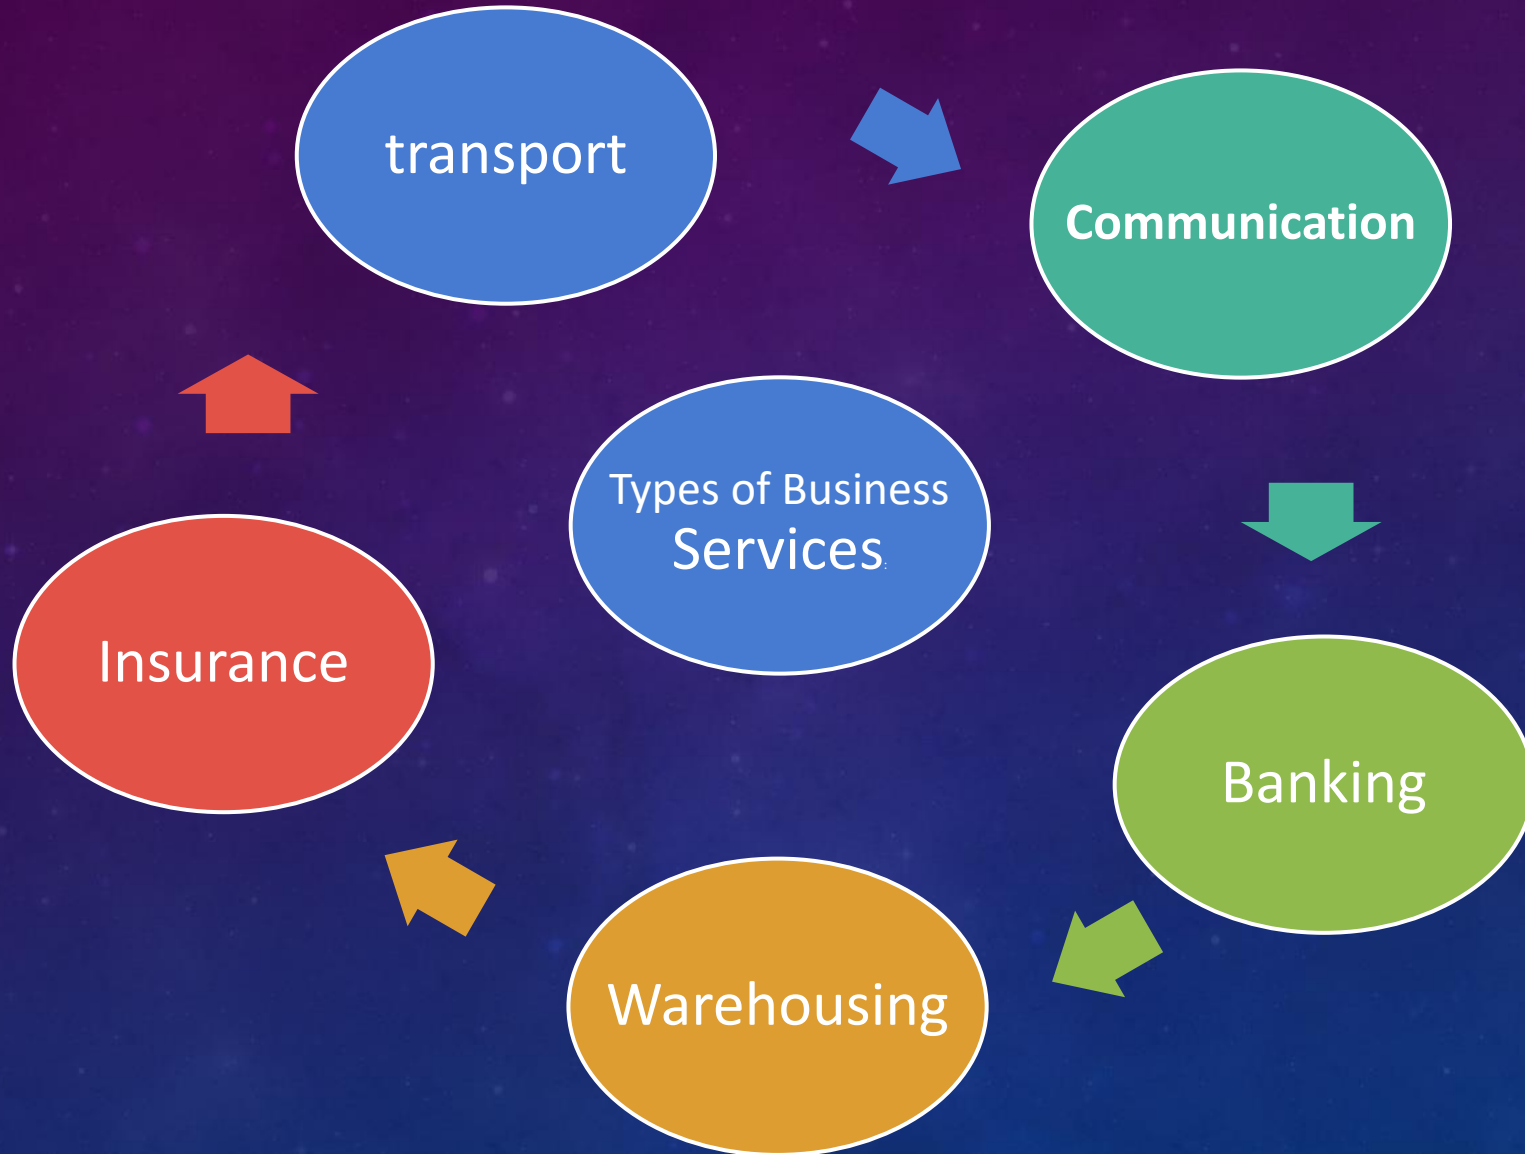 transport
Communication
Types of Business
Services:
Insurance
Banking
Warehousing